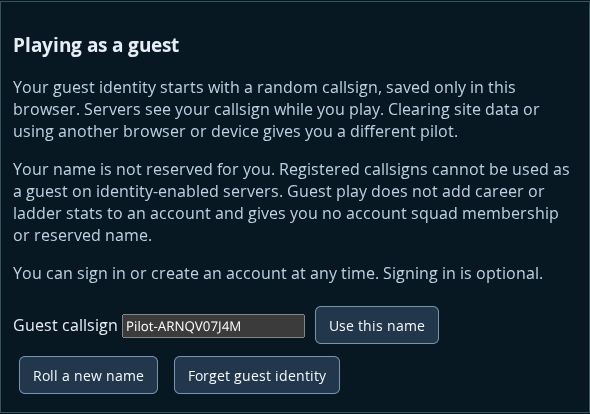 Playing as a guest
Your guest identity starts with a random callsign, saved only in this
browser. Servers see your callsign while you play. Clearing site data or
using another browser or device gives you a different pilot.
Your name is not reserved for you. Registered callsigns cannot be used as
a guest on identity-enabled servers. Guest play does not add career or
ladder stats to an account and gives you no account squad membership
or reserved name.
You can sign in or create an account at any time. Signing in is optional.
Guest callsign Pilot-ARNQV07J4M Use this name
Roll a new name Forget guest identity